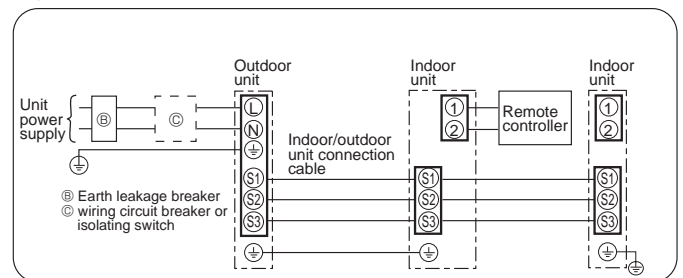 Outdoor
unit
Indoor
unit
Indoor
unit
Unit
power
supply
Ⓑ
Ⓒ
L
N
S1
S2
S3
Indoor/outdoor
unit connection
cable
1
2
S1
S2
S3
Remote
controller
1
2
S1
S2
S3
Ⓑ Earth leakage breaker
Ⓒ wiring circuit breaker or
isolating switch